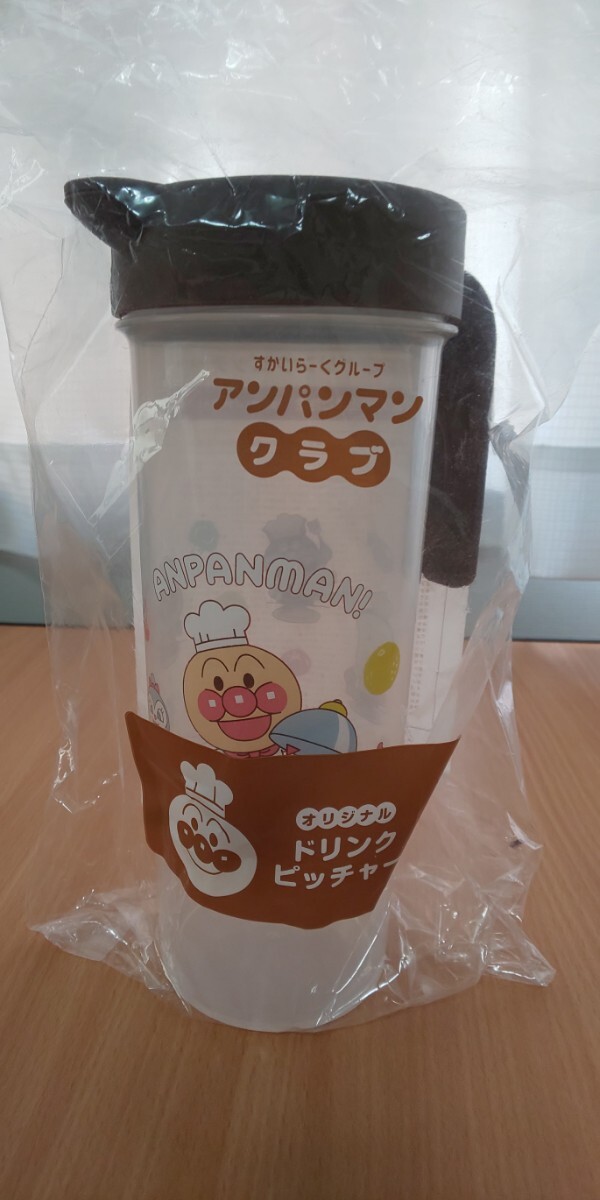 すかいらーくグループ
アンパンマン
クラブ
ANPANMAN!
オリジナル
ドリンク
ピッチャー